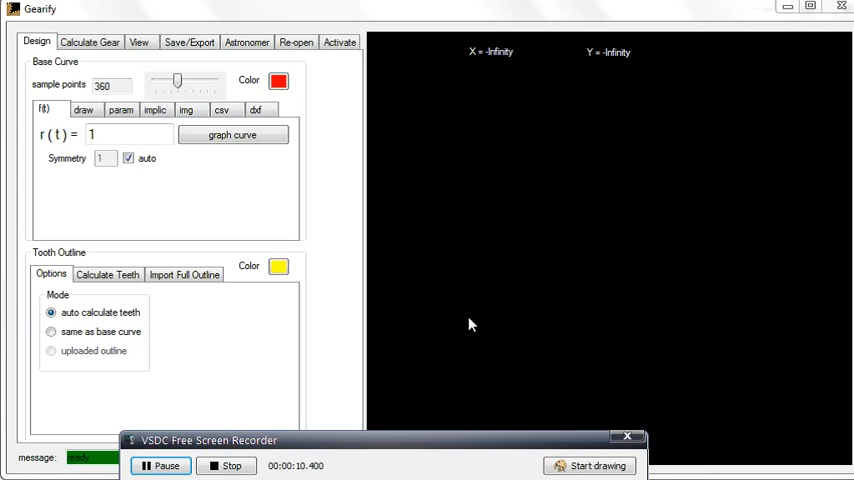 Gearify
Design Calculate Gear View Save/Export Astronomer Re-open Activate
X = -Infinity Y = -Infinity
Base Curve
sample points 360 Color
f(t) draw param implic img csv dxf
r ( t ) = 1 graph curve
Symmetry 1 auto
Tooth Outline
Color
Options Calculate Teeth Import Full Outline
Mode
auto calculate teeth
same as base curve
uploaded outline
VSDC Free Screen Recorder X
message: ready
Pause Stop 00:00:10.400 Start drawing